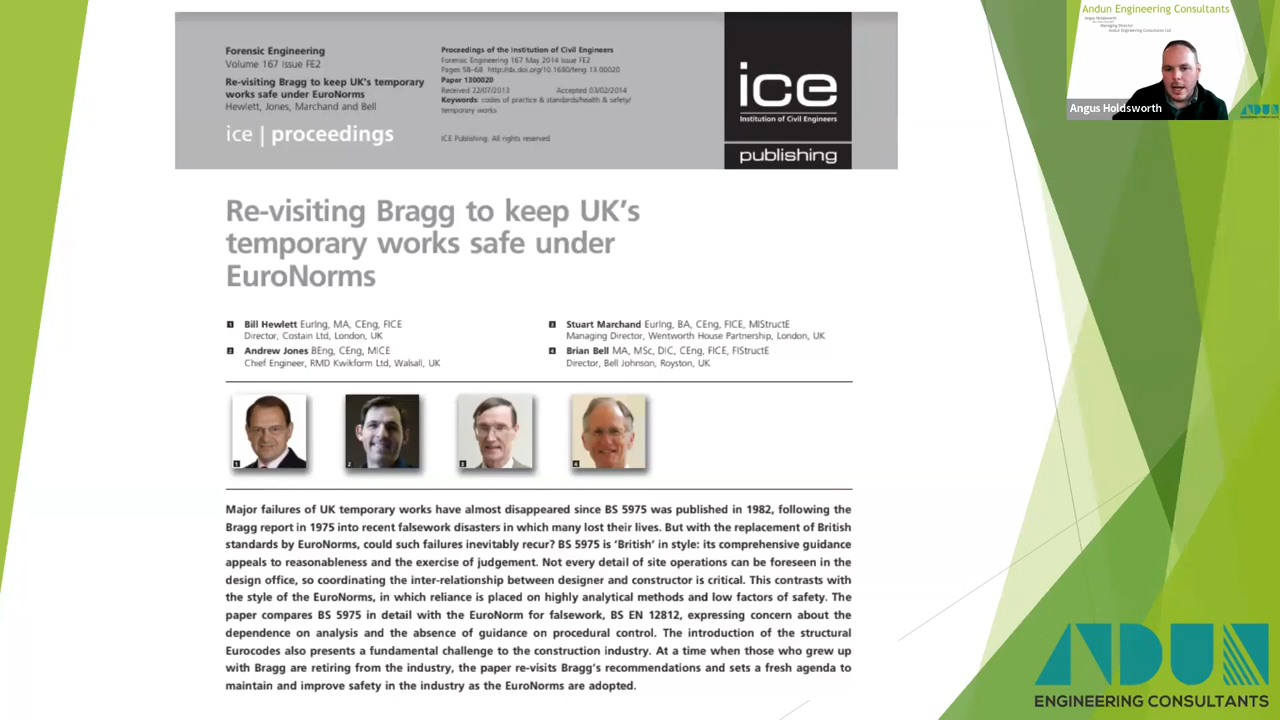 Forensic Engineering
Volume 167 Issue FE2
Re-visiting Bragg to keep UK's temporary
works safe under EuroNorms
Hewlett, Jones, Marchand and Bell
ice | proceedings
Proceedings of the Institution of Civil Engineers
Forensic Engineering 167 May 2014 Issue FE2
Pages 58–68 http://dx.doi.org/10.1680/feng.13.00020
Paper 1300020
Received 22/07/2013 Accepted 03/02/2014
Keywords: codes of practice & standards/health & safety/
temporary works
ICE Publishing. All rights reserved
ice
Institution of Civil Engineers
publishing
Andun Engineering Consultants
Angus Holdsworth
Managing Director
Andun Engineering Consultants Ltd
Angus Holdsworth
ANDUN
Re-visiting Bragg to keep UK's
temporary works safe under
EuroNorms
1 Bill Hewlett EurIng, MA, CEng, FICE
Director, Costain Ltd, London, UK
2 Andrew Jones BEng, CEng, MICE
Chief Engineer, RMD Kwikform Ltd, Walsall, UK
3 Stuart Marchand EurIng, BA, CEng, FICE, MIStructE
Managing Director, Wentworth House Partnership, London, UK
4 Brian Bell MA, MSc, DIC, CEng, FICE, FIStructE
Director, Bell Johnson, Royston, UK
1
2
3
4
Major failures of UK temporary works have almost disappeared since BS 5975 was published in 1982, following the
Bragg report in 1975 into recent falsework disasters in which many lost their lives. But with the replacement of British
standards by EuroNorms, could such failures inevitably recur? BS 5975 is 'British' in style: its comprehensive guidance
appeals to reasonableness and the exercise of judgement. Not every detail of site operations can be foreseen in the
design office, so coordinating the inter-relationship between designer and constructor is critical. This contrasts with
the style of the EuroNorms, in which reliance is placed on highly analytical methods and low factors of safety. The
paper compares BS 5975 in detail with the EuroNorm for falsework, BS EN 12812, expressing concern about the
dependence on analysis and the absence of guidance on procedural control. The introduction of the structural
Eurocodes also presents a fundamental challenge to the construction industry. At a time when those who grew up
with Bragg are retiring from the industry, the paper re-visits Bragg's recommendations and sets a fresh agenda to
maintain and improve safety in the industry as the EuroNorms are adopted.
ANDUN
ENGINEERING CONSULTANTS